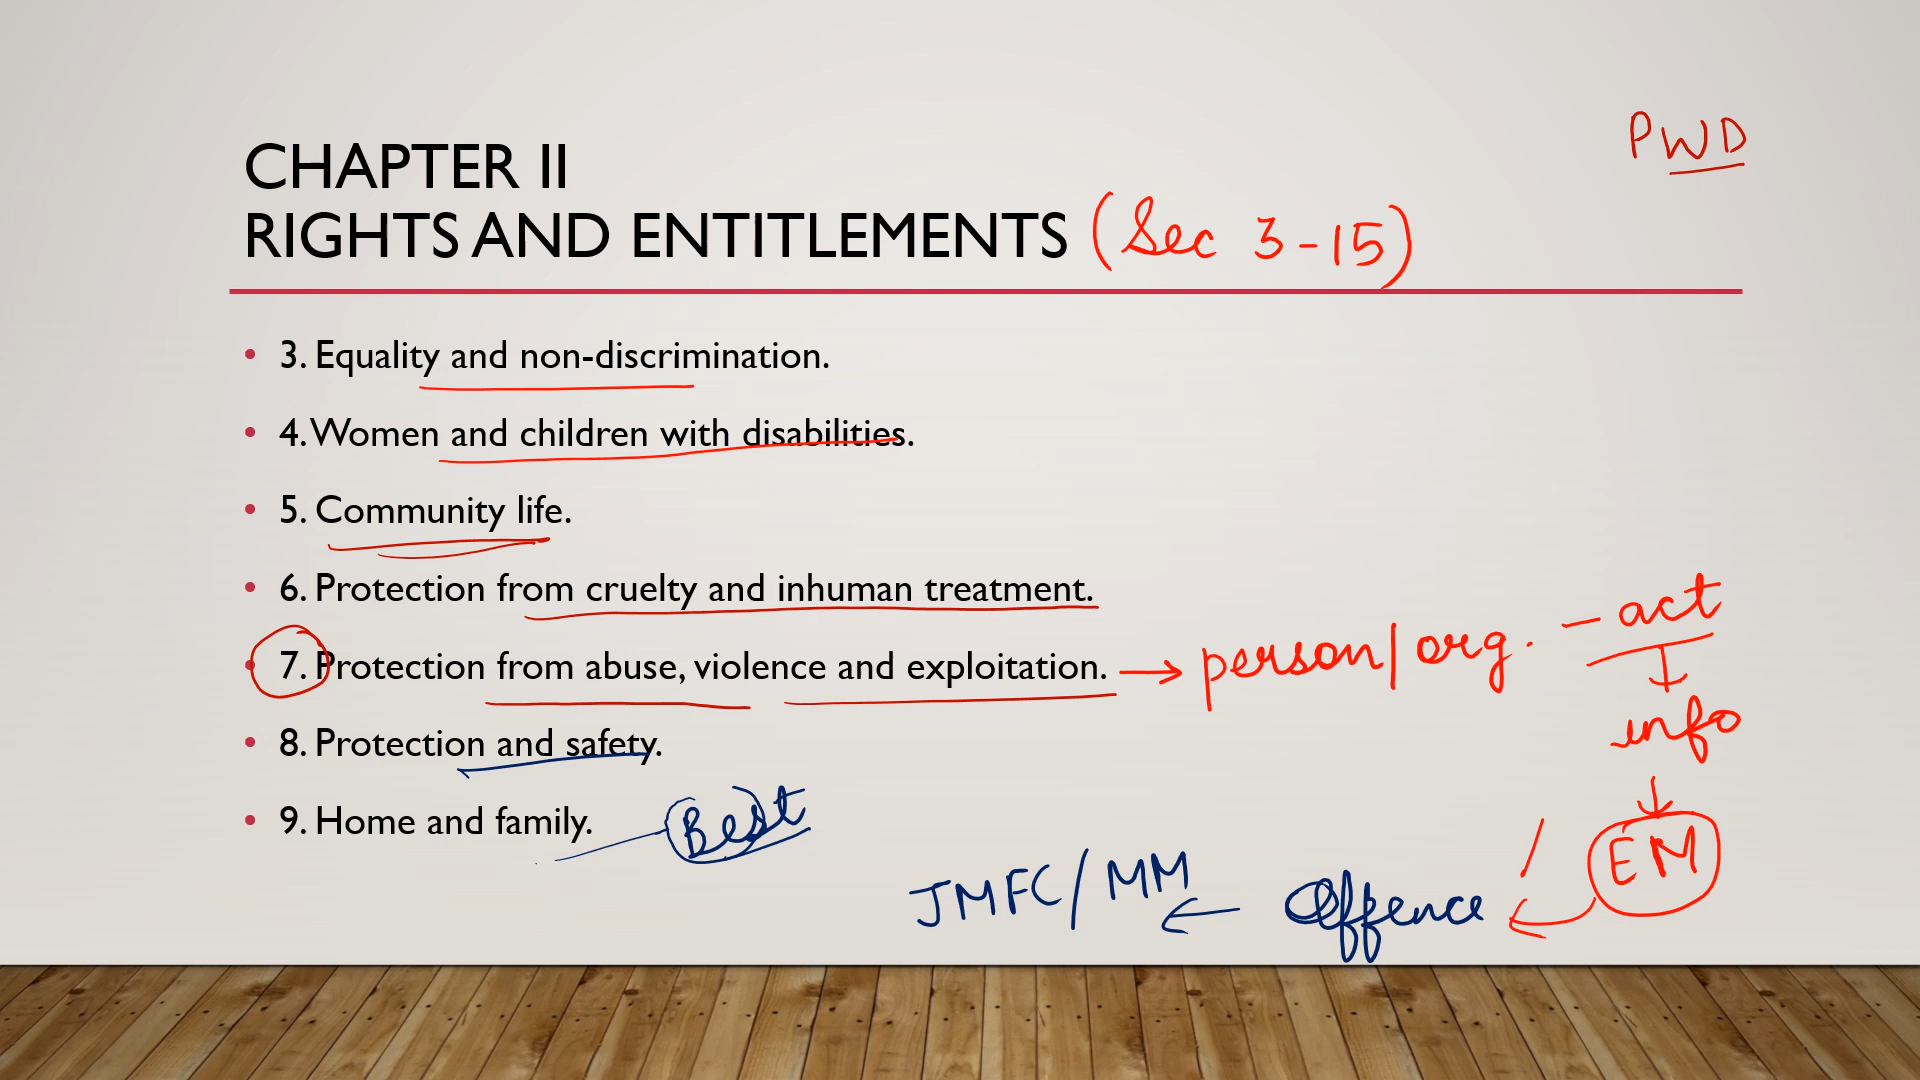 PWD
CHAPTER II
RIGHTS AND ENTITLEMENTS (Sec 3-15)
• 3. Equality and non-discrimination.
• 4. Women and children with disabilities.
• 5. Community life.
• 6. Protection from cruelty and inhuman treatment.
• 7. Protection from abuse, violence and exploitation. → person/org. - act
↓
info
• 8. Protection and safety.
• 9. Home and family. Best
↓
EM
JMFC/MM ← Offence ←